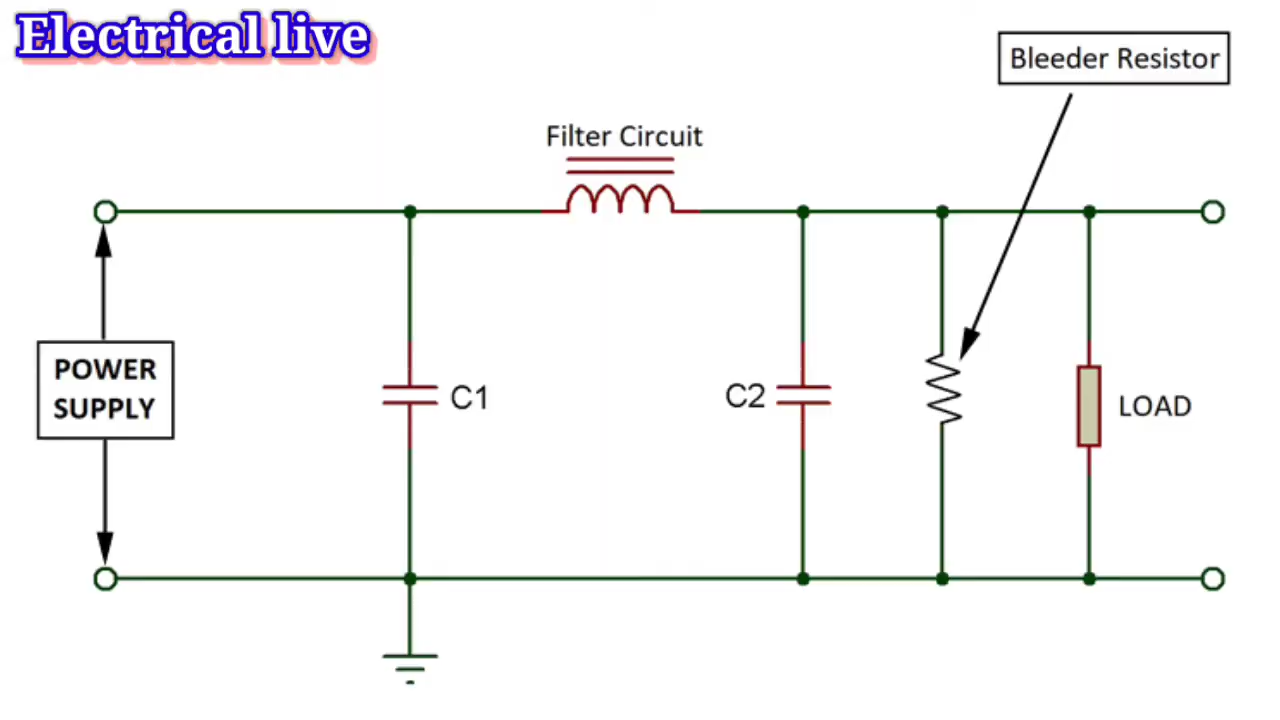 Electrical live
Bleeder Resistor
Filter Circuit
POWER
SUPPLY
C1
C2
LOAD